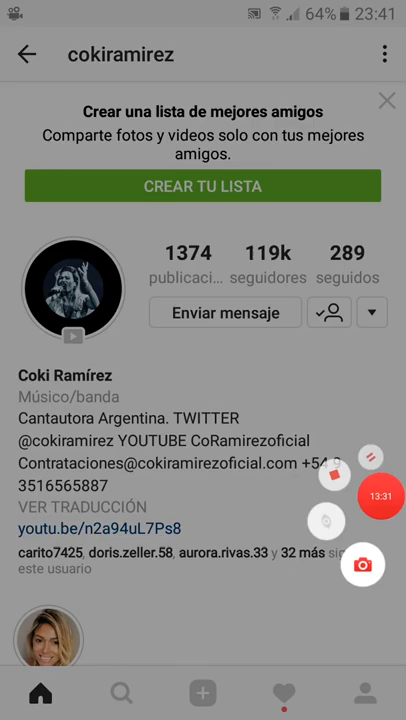 64% 23:41
cokiramirez
Crear una lista de mejores amigos
Comparte fotos y videos solo con tus mejores
amigos.
CREAR TU LISTA
1374 119k 289
publicaci... seguidores seguidos
Enviar mensaje
Coki Ramírez
Músico/banda
Cantautora Argentina. TWITTER
@cokiramirez YOUTUBE CoRamirezoficial
Contrataciones@cokiramirezoficial.com +54 9
3516565887
13:31
VER TRADUCCIÓN
youtu.be/n2a94uL7Ps8
carito7425, doris.zeller.58, aurora.rivas.33 y 32 más
este usuario